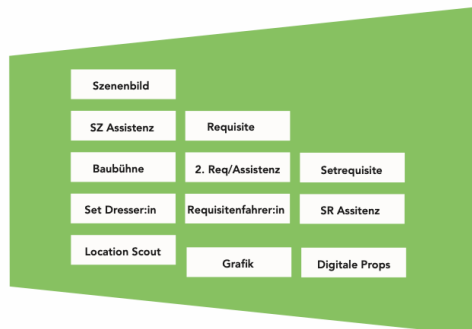 Szenenbild
SZ Assistenz
Requisite
Baubühne
2. Req/Assistenz
Setrequisite
Set Dresser:in
Requisitenfahrer:in
SR Assitenz
Location Scout
Grafik
Digitale Props